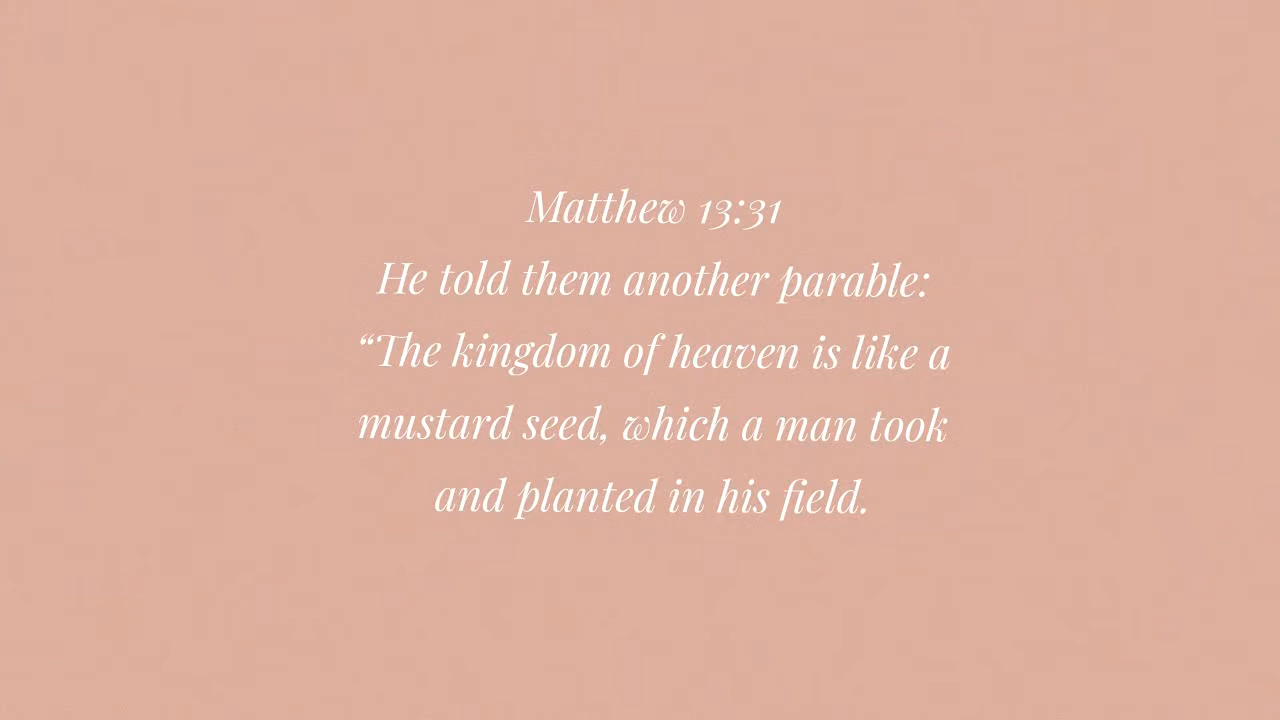 Matthew 13:31
He told them another parable:
“The kingdom of heaven is like a
mustard seed, which a man took
and planted in his field.